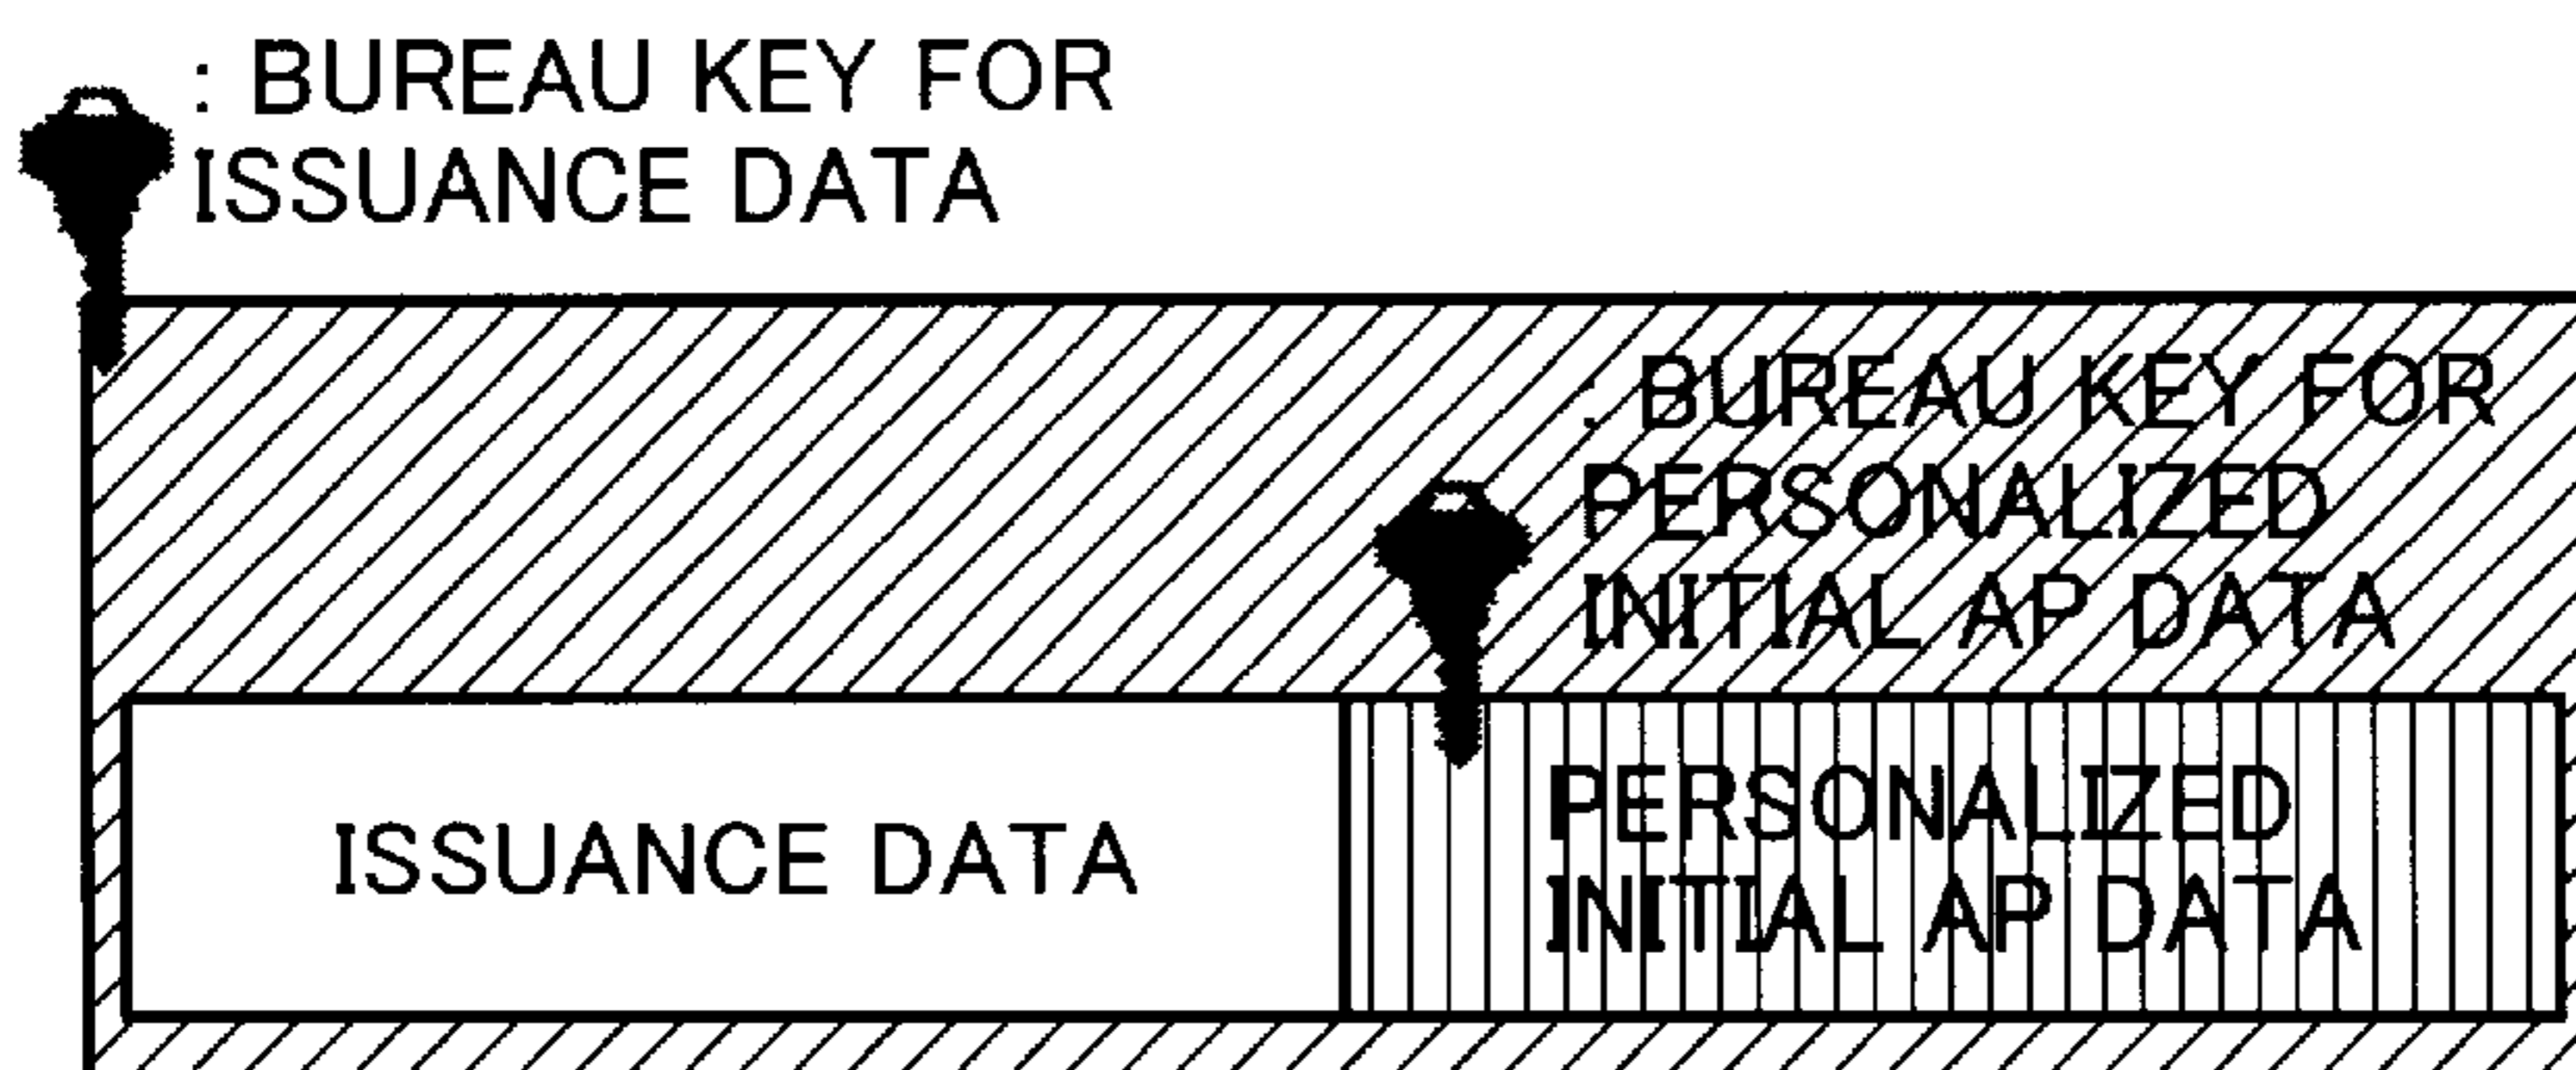 : BUREAU KEY FOR
ISSUANCE DATA
: BUREAU KEY FOR
PERSONALIZED
INITIAL AP DATA
ISSUANCE DATA
PERSONALIZED
INITIAL AP DATA